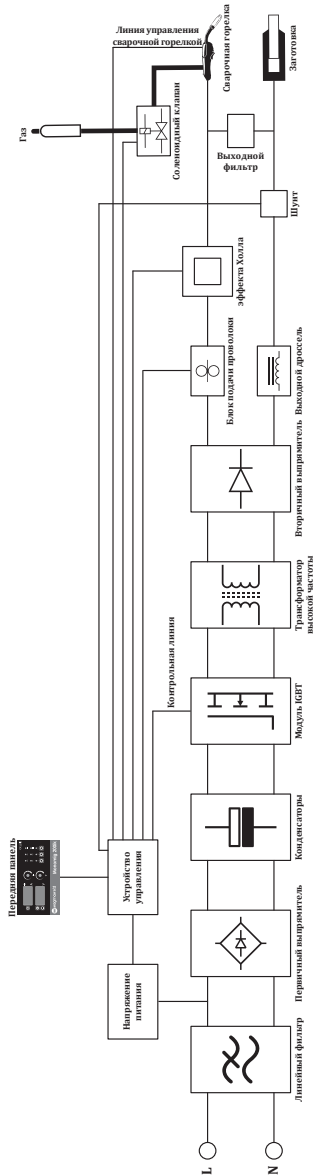 Передняя панель
Газ
Линия управления
сварочной горелкой
Сварочная горелка
Заготовка
Соленоидный клапан
Выходной
фильтр
Шунт
эффекта Холла
Блок подачи проволоки
Выходной дроссель
Вторичный выпрямитель
Трансформатор
высокой частоты
Контрольная линия
Модуль IGBT
Конденсаторы
Устройство
управления
Напряжение
питания
Первичный выпрямитель
Линейный фильтр
L
N